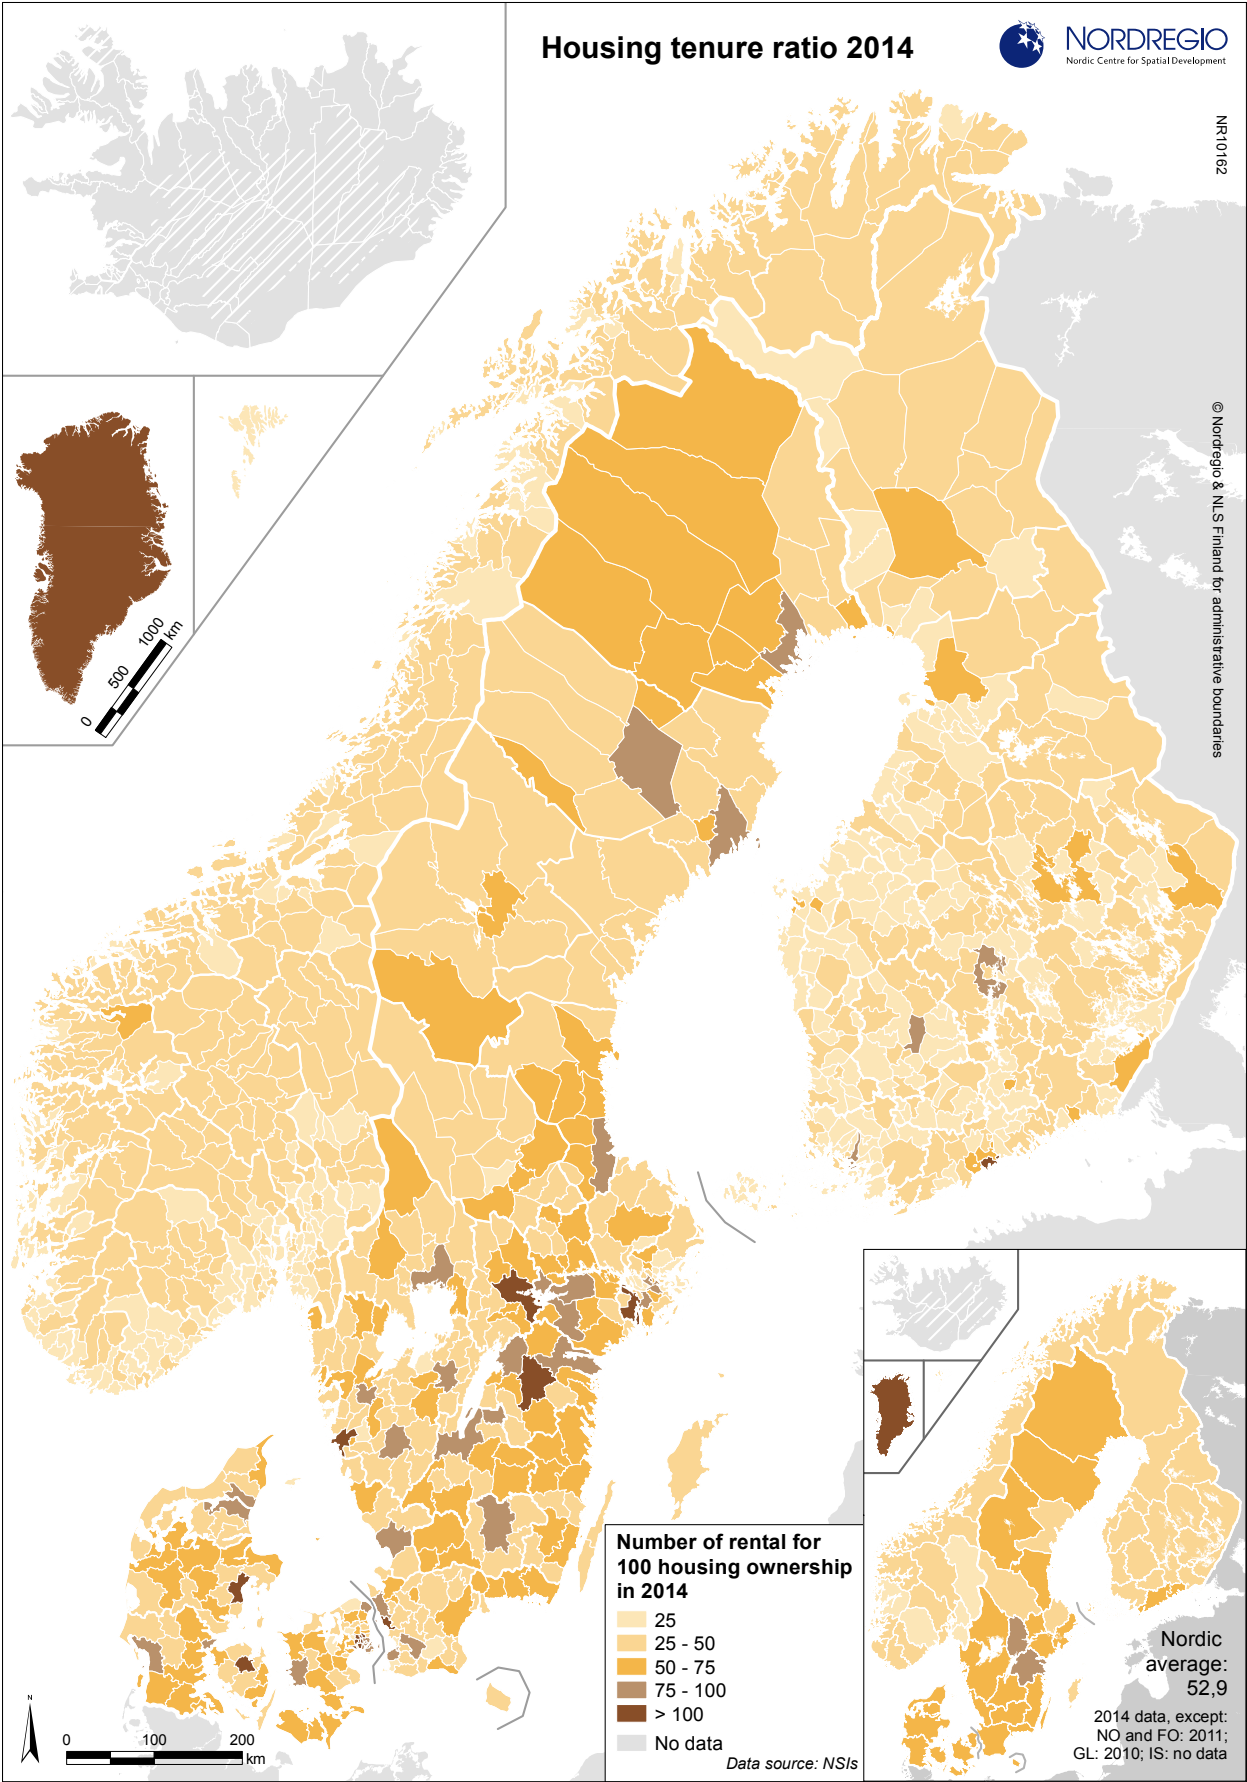 Housing tenure ratio 2014
NORDREGIO
Nordic Centre for Spatial Development
NR10162
© Nordregio & NLS Finland for administrative boundaries
0
500
1000
km
Number of rental for
100 housing ownership
in 2014
25
25 - 50
50 - 75
75 - 100
> 100
No data
Data source: NSIs
Nordic
average:
52,9
2014 data, except:
NO and FO: 2011;
GL: 2010; IS: no data
N
0 100 200
km